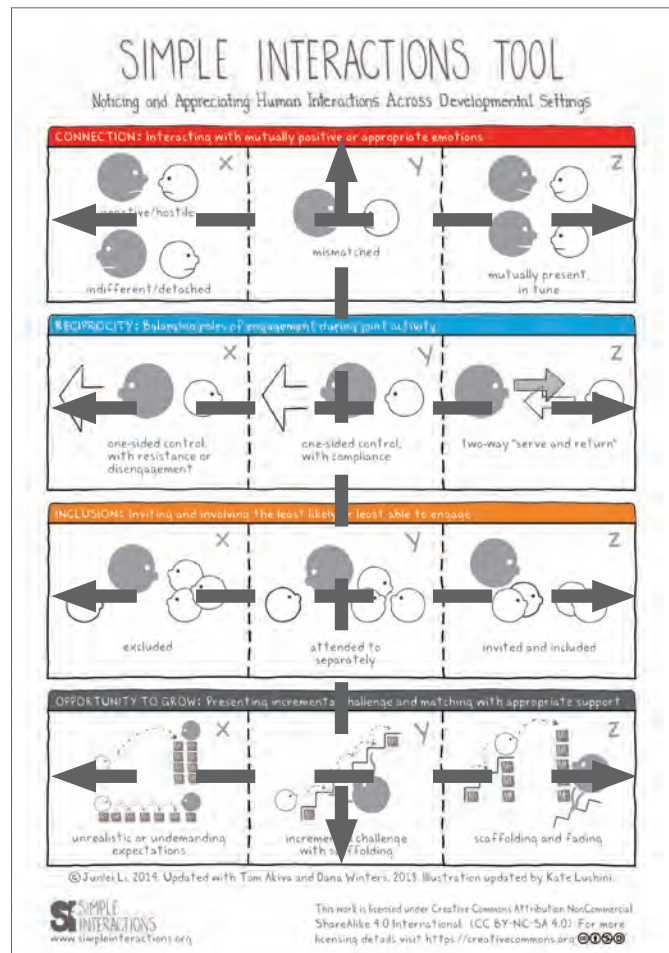 SIMPLE INTERACTIONS TOOL
Noticing and Appreciating Human Interactions Across Developmental Settings
CONNECTION: Interacting with mutually positive or appropriate emotions
X
Y
Z
negative/hostile
indifferent/detached
mismatched
mutually present,
in tune
RECIPROCITY: Balancing roles of engagement during joint activity
X
Y
Z
one-sided control,
with resistance or
disengagement
one-sided control,
with compliance
two-way "serve and return"
INCLUSION: Inviting and involving the least likely or least able to engage
X
Y
Z
excluded
attended to
separately
invited and included
OPPORTUNITY TO GROW: Presenting incremental challenge and matching with appropriate support
X
Y
Z
unrealistic or undemanding
expectations
incremental challenge
with scaffolding
scaffolding and fading
© Junlei Li, 2014. Updated with Tom Akiva and Dana Winters, 2018. Illustration updated by Kate Lushini.
SI SIMPLE
INTERACTIONS
www.simpleinteractions.org
This work is licensed under Creative Commons Attribution NonCommercial
ShareAlike 4.0 International (CC BY-NC-SA 4.0) For more
licensing details visit https://creativecommons.org